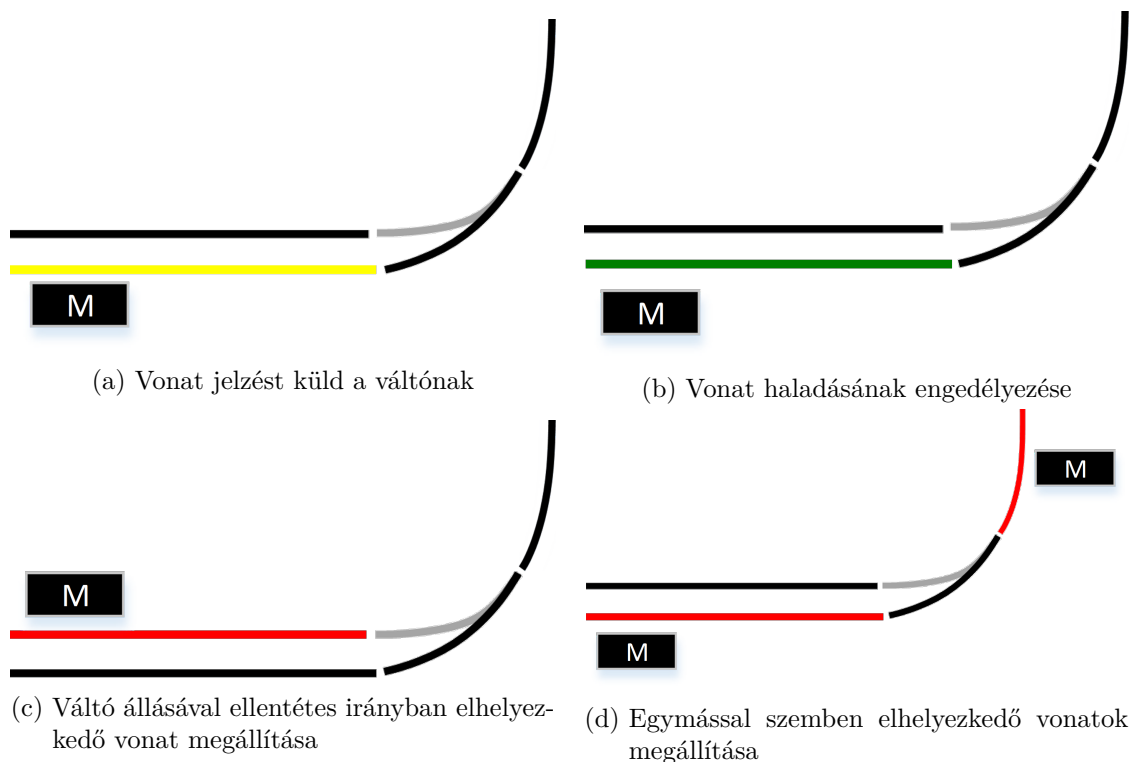 M
M
(a) Vonat jelzést küld a váltónak
(b) Vonat haladásának engedélyezése
M
M
M
(c) Váltó állásával ellentétes irányban elhelyez-
kedő vonat megállítása
(d) Egymással szemben elhelyezkedő vonatok
megállítása